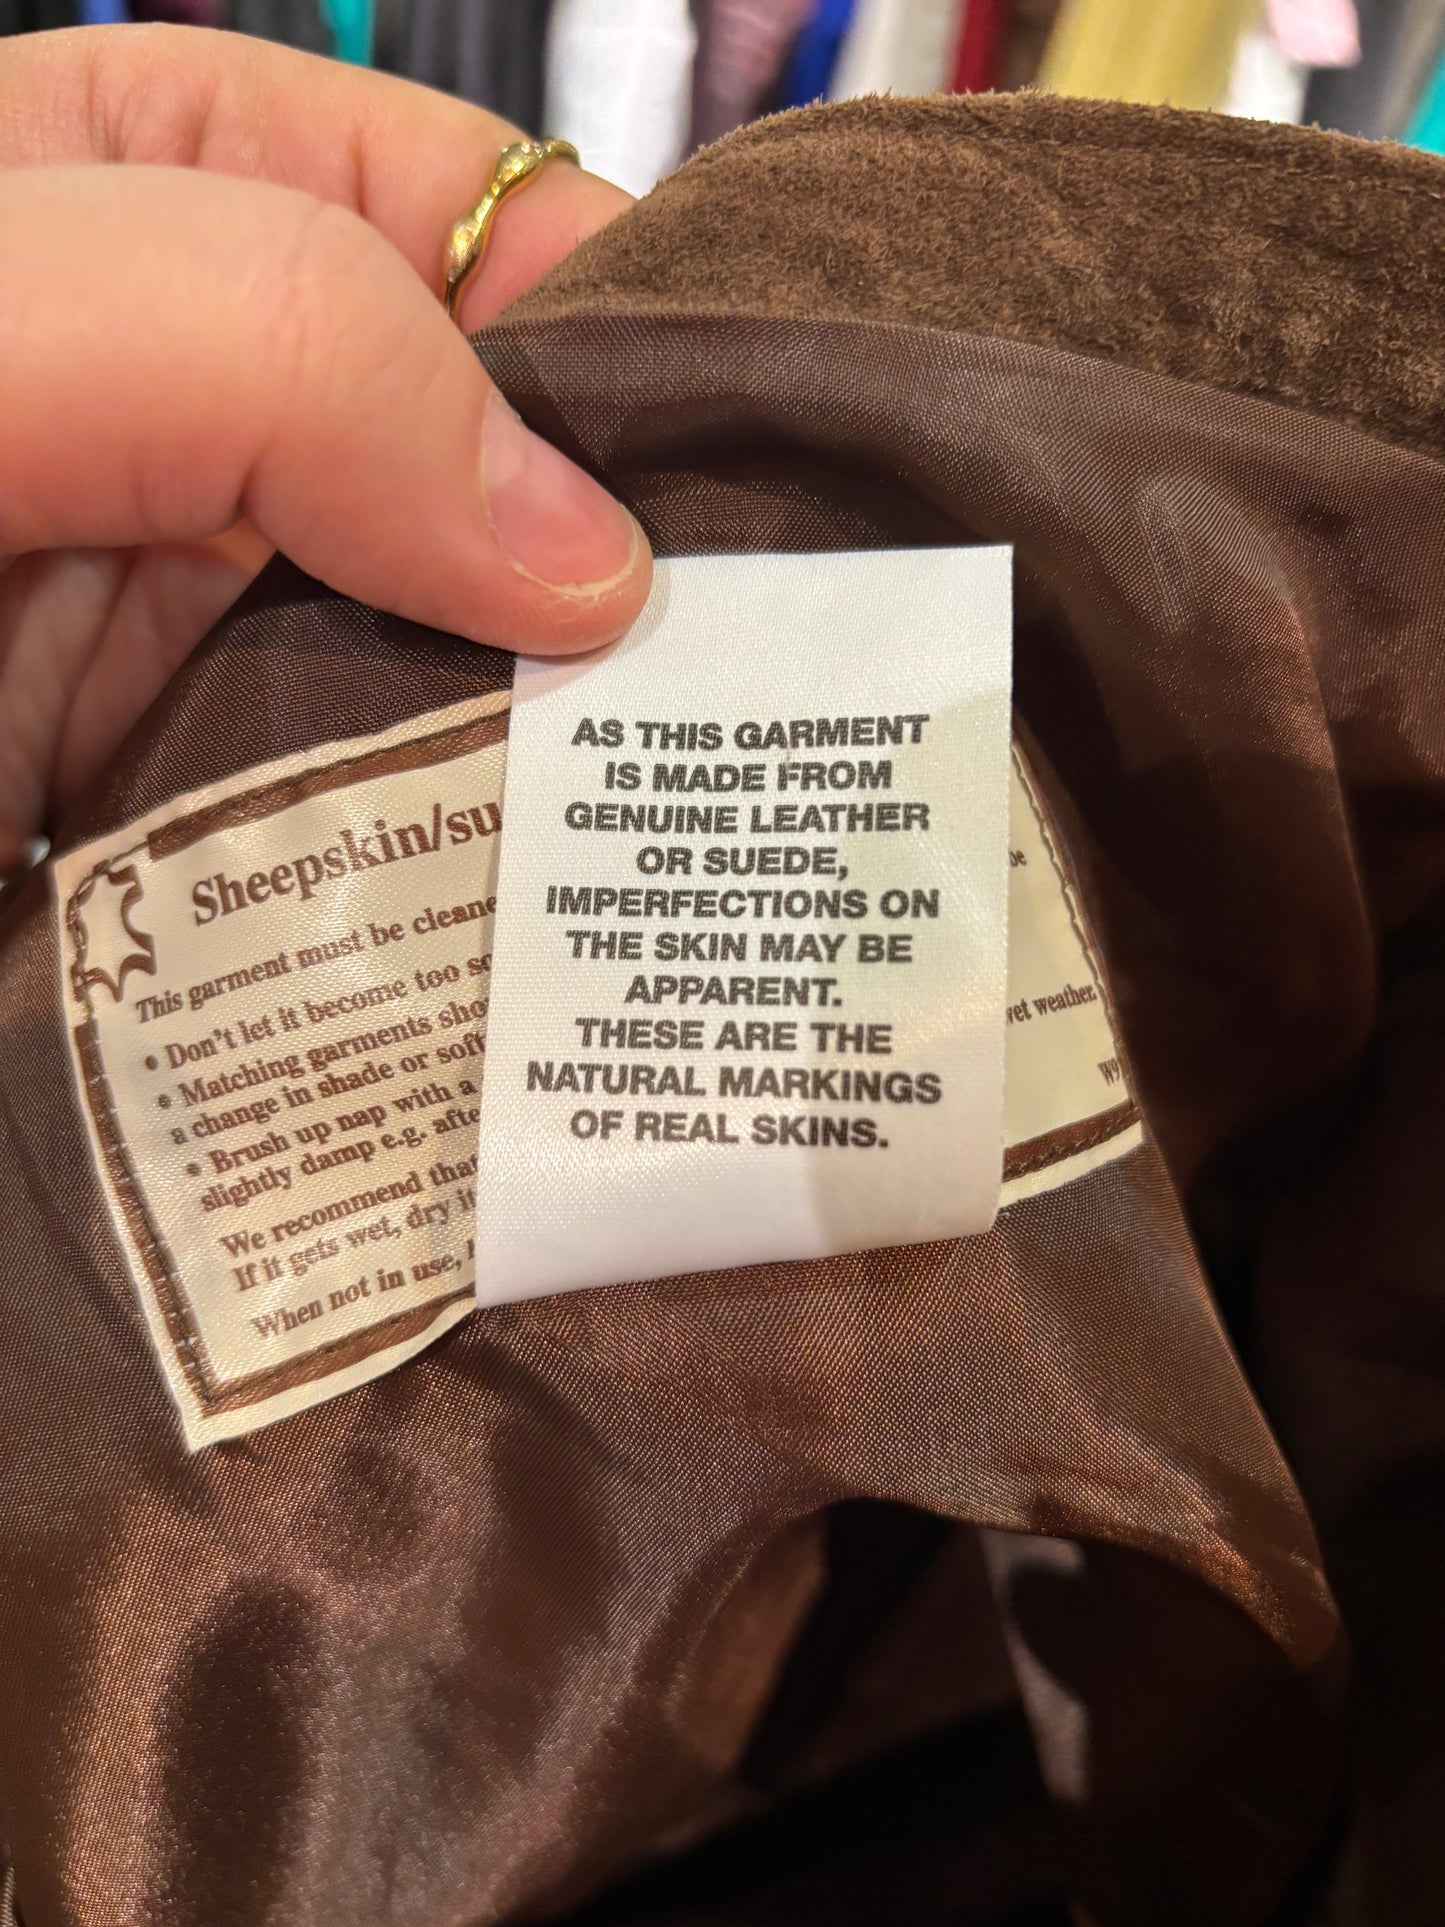 AS THIS GARMENT
IS MADE FROM
GENUINE LEATHER
OR SUEDE,
IMPERFECTIONS ON
THE SKIN MAY BE
APPARENT.
THESE ARE THE
NATURAL MARKINGS
OF REAL SKINS.
Sheepskin/su
This garment must be cleane
• Don't let it become too so
• Matching garments sho
a change in shade or soft
• Brush up nap with a
slightly damp e.g. afte
We recommend that
If it gets wet, dry it
When not in use,
be
wet weather.
W91